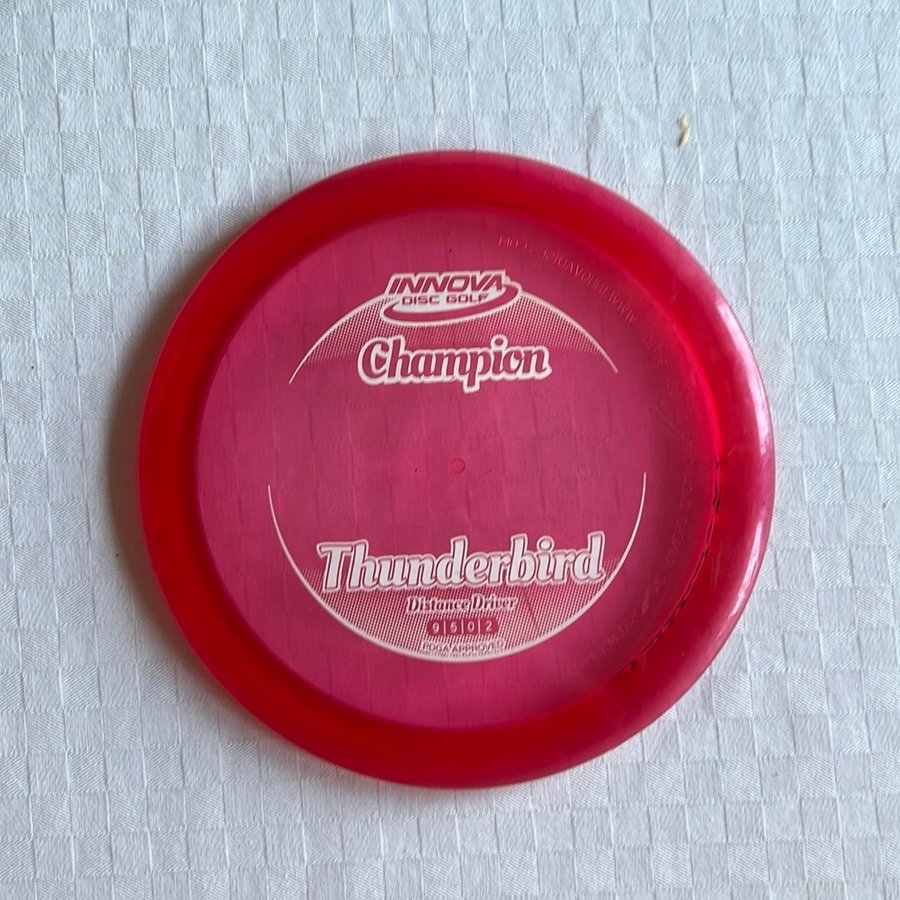 INNOVA
DISC GOLF
Champion
Thunderbird
Distance Driver
9 5 0 2
PDGA APPROVED